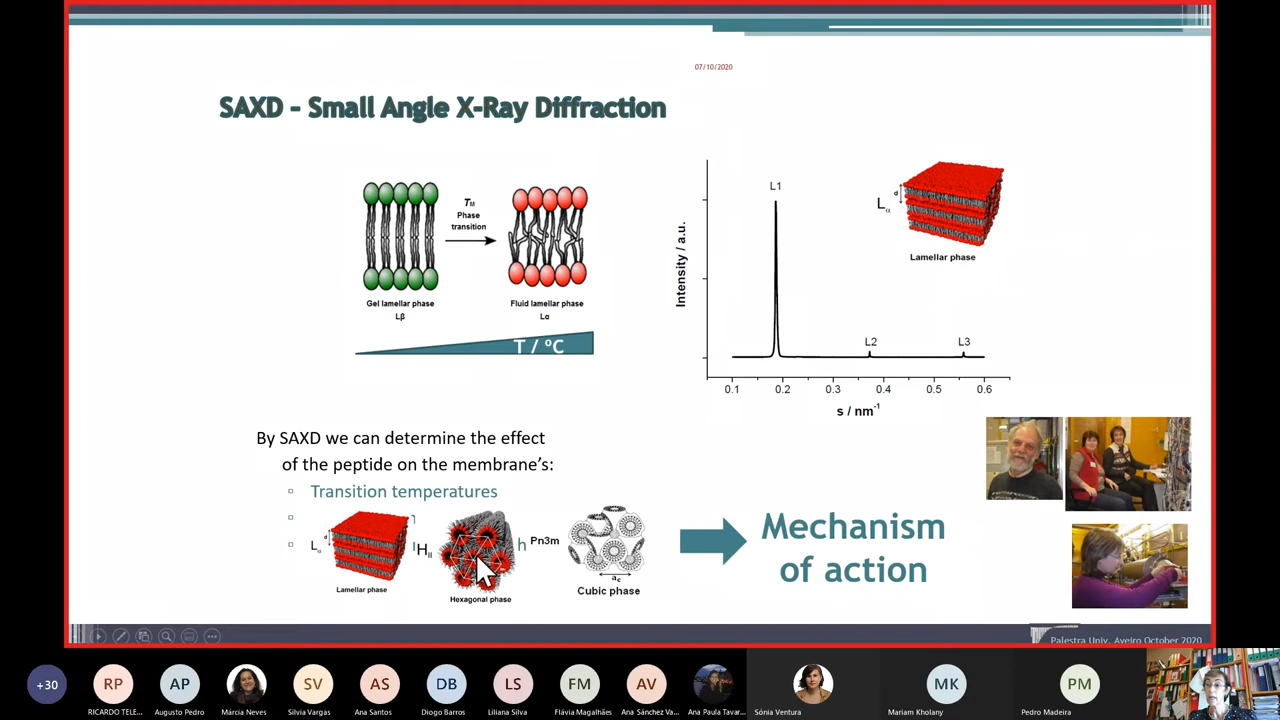 07/10/2020
SAXD - Small Angle X-Ray Diffraction
TM
Phase
transition
Gel lamellar phase
Lβ
Fluid lamellar phase
Lα
T / ºC
Intensity / a.u.
L1
L2
L3
0.1 0.2 0.3 0.4 0.5 0.6
s / nm-1
d
Lα
Lamellar phase
By SAXD we can determine the effect
of the peptide on the membrane's:
Transition temperatures
Lα
d
Lamellar phase
HII
Hexagonal phase
h
Pn3m
ac
Cubic phase
Mechanism
of action
Palestra Univ. Aveiro October 2020
+30
RP
RICARDO TELE...
AP
Augusto Pedro
Márcia Neves
SV
Silvia Vargas
AS
Ana Santos
DB
Diogo Barros
LS
Liliana Silva
FM
Flávia Magalhães
AV
Ana Sánchez Va...
Ana Paula Tavar...
Sónia Ventura
MK
Mariam Kholany
PM
Pedro Madeira